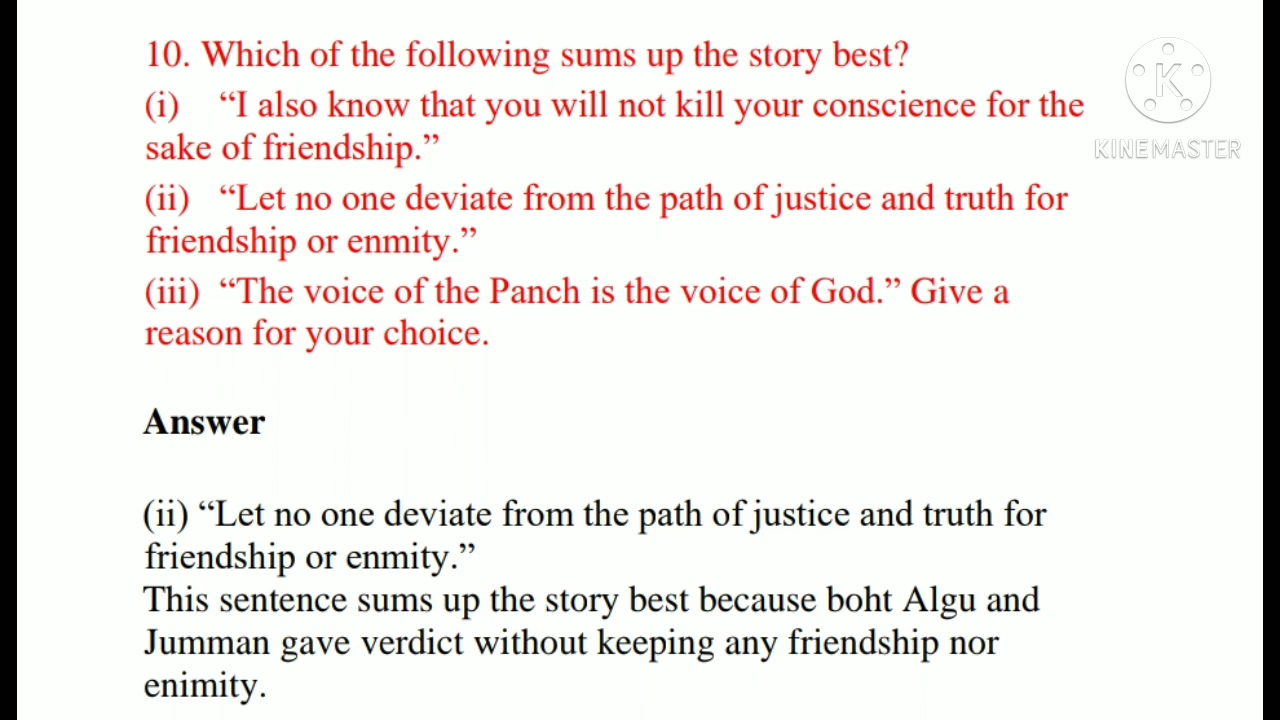 10. Which of the following sums up the story best?
(i) “I also know that you will not kill your conscience for the
sake of friendship.”
(ii) “Let no one deviate from the path of justice and truth for
friendship or enmity.”
(iii) “The voice of the Panch is the voice of God.” Give a
reason for your choice.
K
KINEMASTER
Answer
(ii) “Let no one deviate from the path of justice and truth for
friendship or enmity.”
This sentence sums up the story best because boht Algu and
Jumman gave verdict without keeping any friendship nor
enimity.